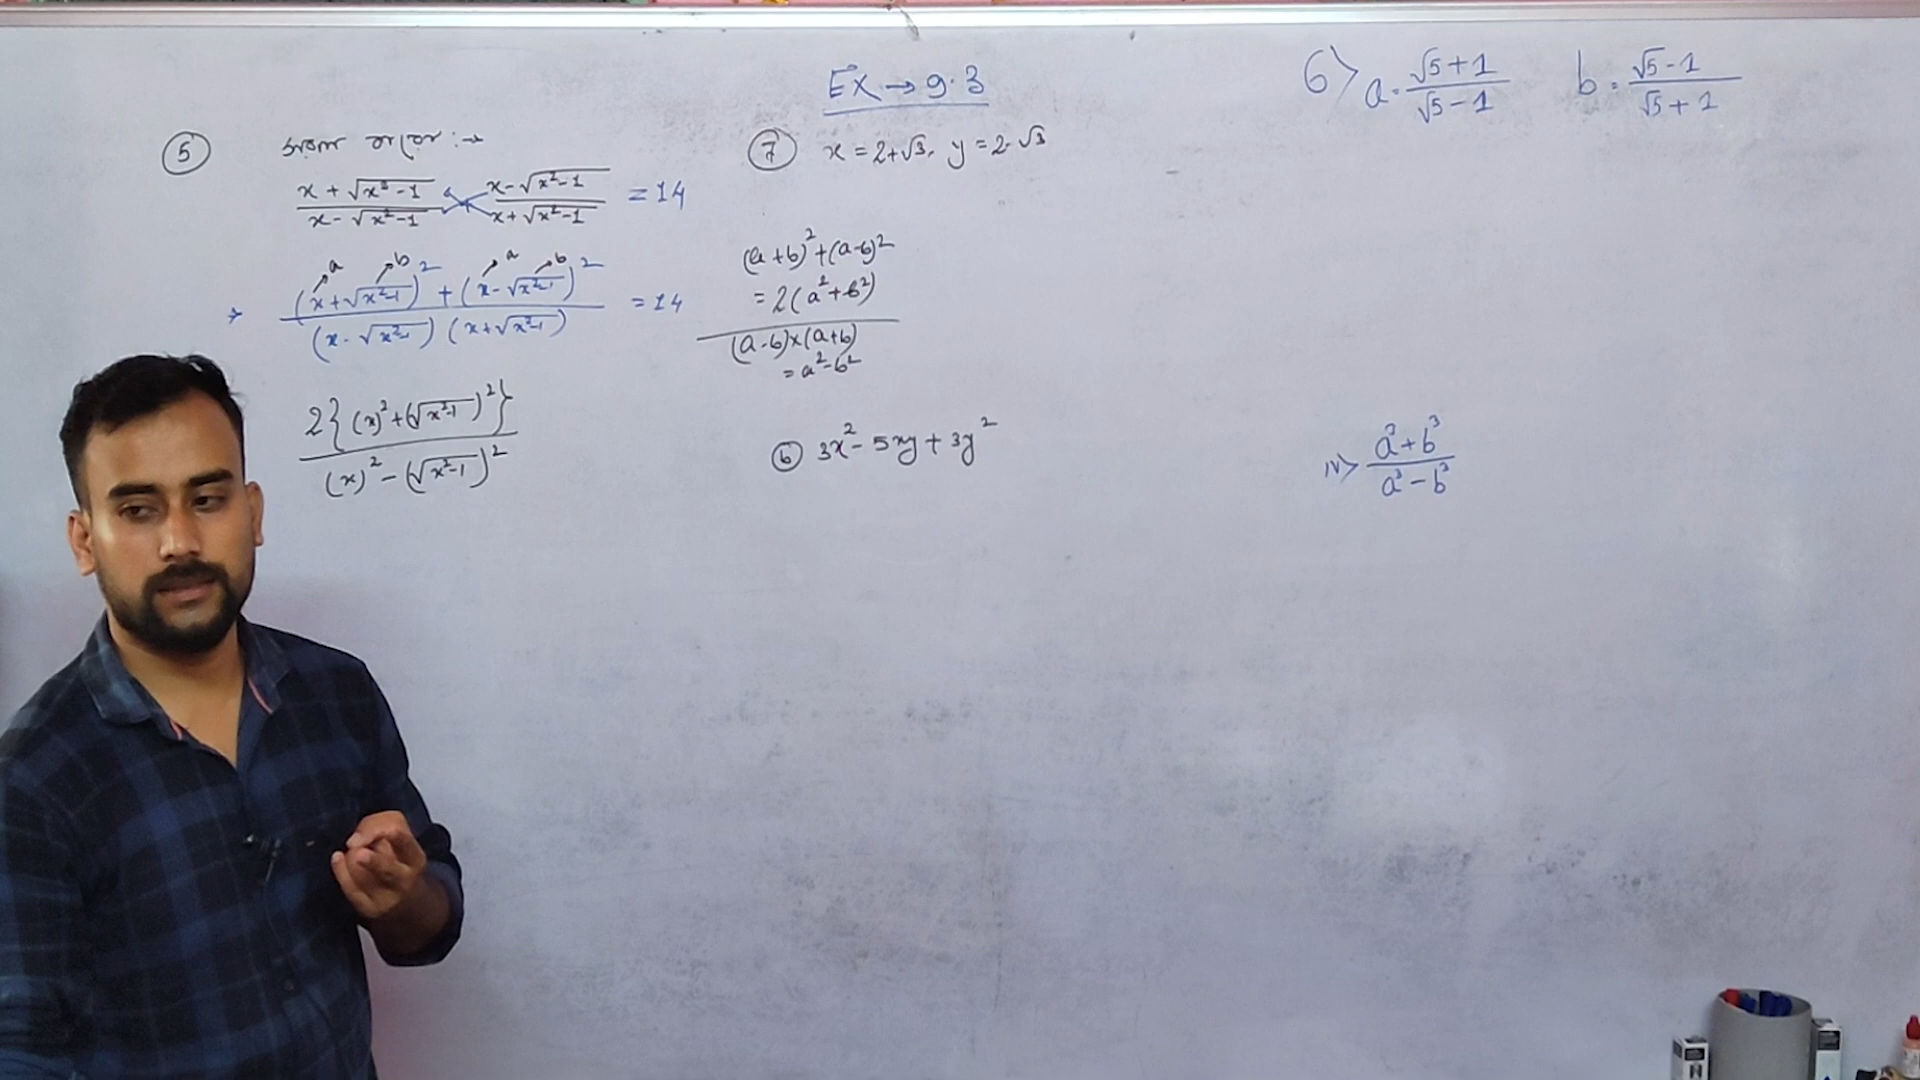 EX → 9.3
6> a = (√5 + 1)/(√5 - 1)    b = (√5 - 1)/(√5 + 1)
⑤ সরল করো :→
(x + √(x² - 1))/(x - √(x² - 1)) (x - √(x² - 1))/(x + √(x² - 1)) = 14
a b a b
> ((x + √(x² - 1))² + (x - √(x² - 1))²)/((x - √(x² - 1)) (x + √(x² - 1))) = 14
2{(x)² + (√(x² - 1))²}/((x)² - (√(x² - 1))²)
⑦ x = 2 + √3, y = 2 - √3
(a + b)² + (a - b)²
= 2(a² + b²)
(a - b) × (a + b)
= a² - b²
ⓑ 3x² - 5xy + 3y²
iv> (a³ + b³)/(a³ - b³)